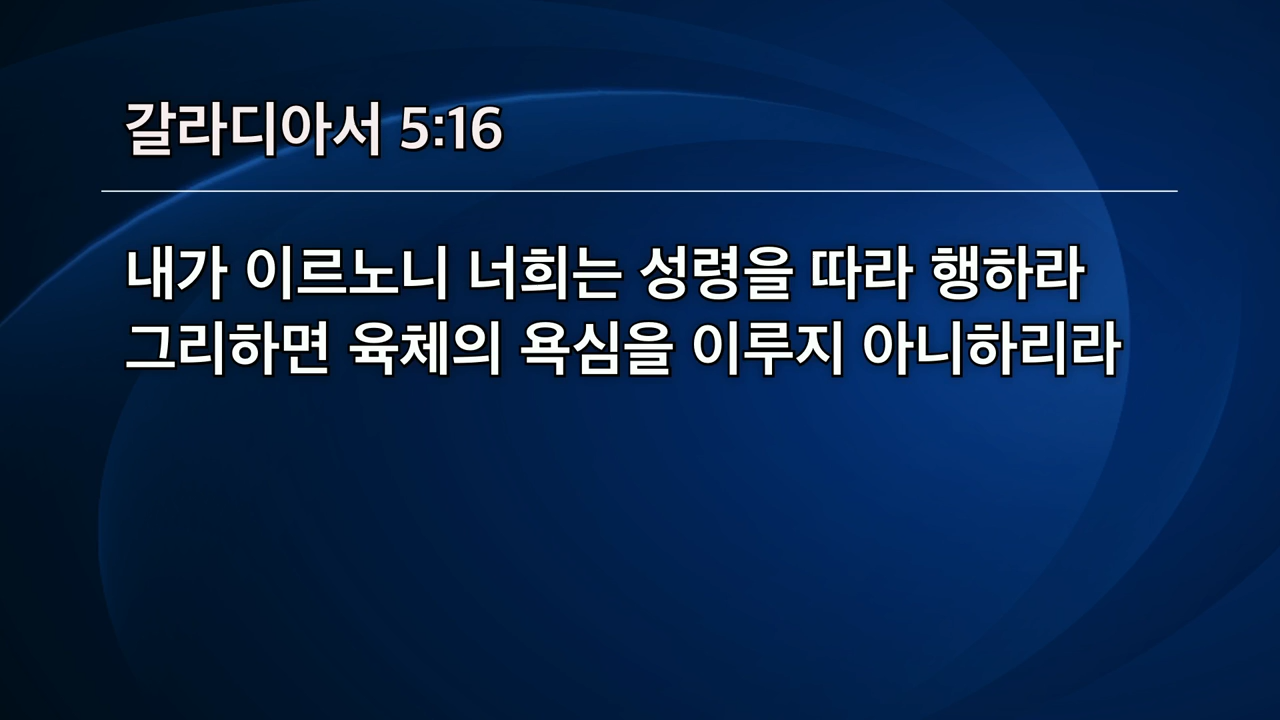 갈라디아서 5:16
내가 이르노니 너희는 성령을 따라 행하라
그리하면 육체의 욕심을 이루지 아니하리라